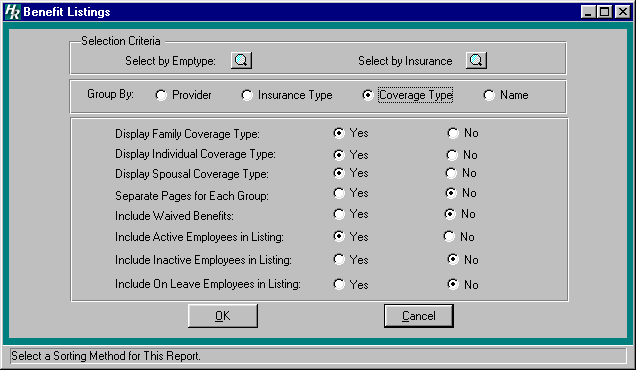 HR Benefit Listings
Selection Criteria
Select by Emptype: Select by Insurance
Group By: Provider Insurance Type Coverage Type Name
Display Family Coverage Type: Yes No
Display Individual Coverage Type: Yes No
Display Spousal Coverage Type: Yes No
Separate Pages for Each Group: Yes No
Include Waived Benefits: Yes No
Include Active Employees in Listing: Yes No
Include Inactive Employees in Listing: Yes No
Include On Leave Employees in Listing: Yes No
OK Cancel
Select a Sorting Method for This Report.